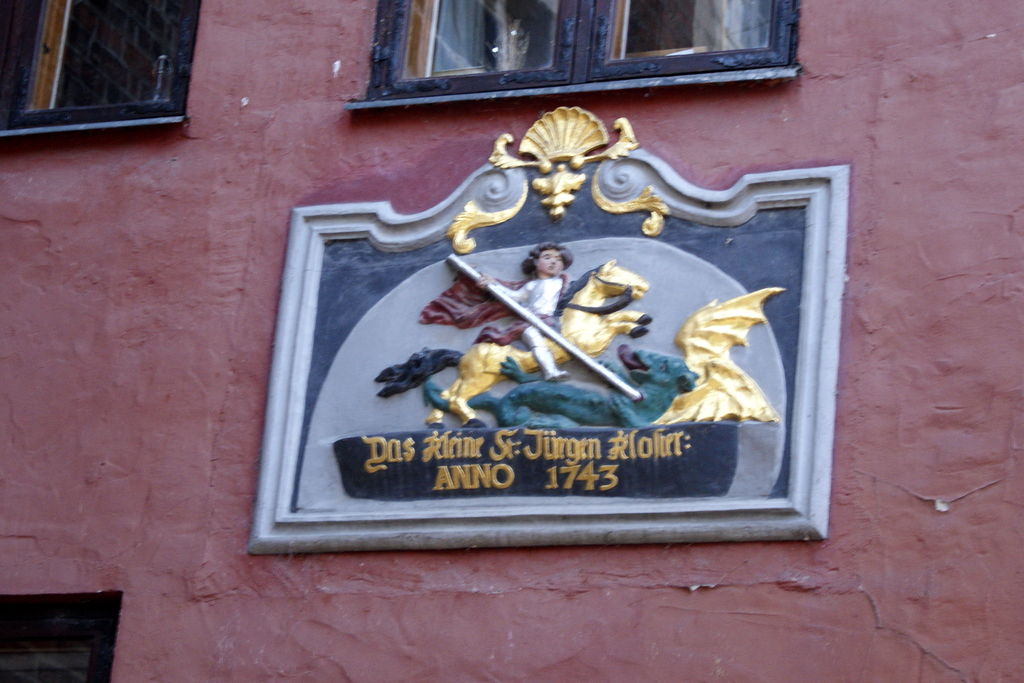 Das kleine St: Jürgen Kloster:
ANNO 1743